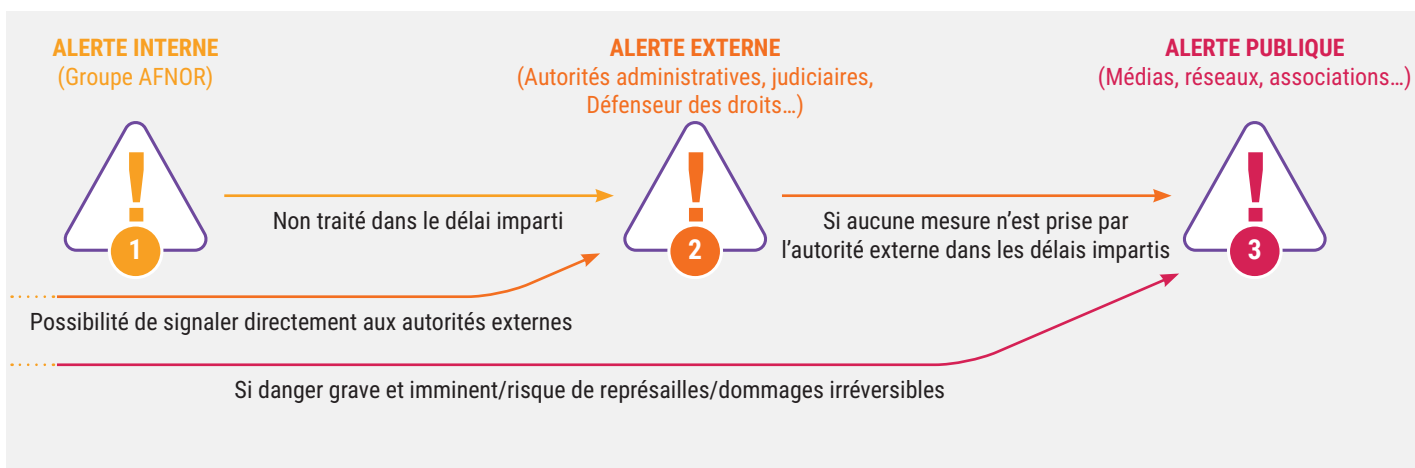 ALERTE INTERNE
(Groupe AFNOR)
ALERTE EXTERNE
(Autorités administratives, judiciaires,
Défenseur des droits…)
ALERTE PUBLIQUE
(Médias, réseaux, associations…)
!
1
Non traité dans le délai imparti
!
2
Si aucune mesure n’est prise par
l’autorité externe dans les délais impartis
!
3
Possibilité de signaler directement aux autorités externes
Si danger grave et imminent/risque de représailles/dommages irréversibles